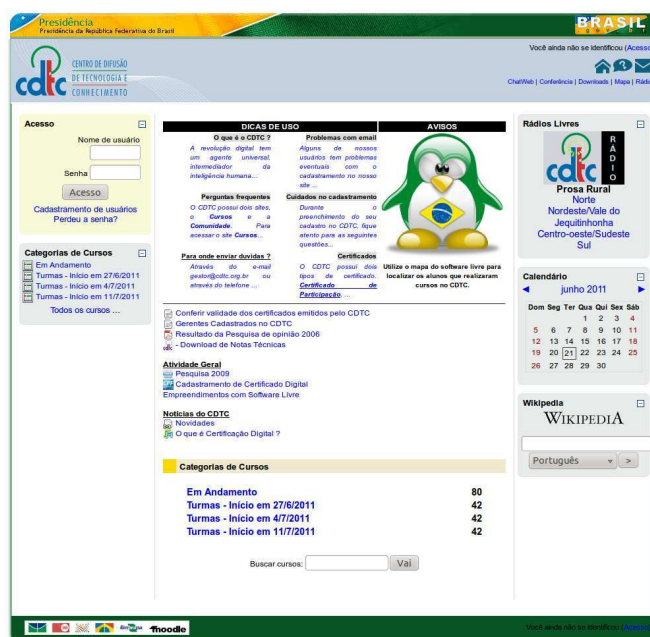 Presidência
Presidência da República Federativa do Brasil
BRASIL
gov.br
Você ainda não se identificou (Acesso
CENTRO DE DIFUSÃO
DE TECNOLOGIA E
CONHECIMENTO
cdtc
ChatWeb | Conferência | Downloads | Mapa | Rádio
Acesso
Nome de usuário
Senha
Acesso
Cadastramento de usuários
Perdeu a senha?
Categorias de Cursos
Em Andamento
Turmas - Início em 27/6/2011
Turmas - Início em 4/7/2011
Turmas - Início em 11/7/2011
Todos os cursos ...
DICAS DE USO
O que é o CDTC ?
A revolução digital tem
um agente universal,
intermediador da
inteligência humana...
Problemas com email
Alguns de nossos
usuários tem problemas
eventuais com o
cadastramento no nosso
site ...
Perguntas frequentes
O CDTC possui dois sites,
o Cursos e a
Comunidade. Para
acessar o site Cursos...
Cuidados no cadastramento
Durante o
preenchimento do seu
cadastro no CDTC, fique
atento para as seguintes
questões...
Para onde enviar duvidas ?
Através do e-mail
gestor@cdtc.org.br ou
através do telefone ...
Certificados
O CDTC possui dois
tipos de certificado.
Certificado de
Participação. ...
AVISOS
Utilize o mapa do software livre para
localizar os alunos que realizaram
cursos no CDTC.
Conferir validade dos certificados emitidos pelo CDTC
Gerentes Cadastrados no CDTC
Resultado da Pesquisa de opinião 2006
- Download de Notas Técnicas
Atividade Geral
Pesquisa 2009
Cadastramento de Certificado Digital
Empreendimentos com Software Livre
Notícias do CDTC
Novidades
O que é Certificação Digital ?
Categorias de Cursos
Em Andamento 80
Turmas - Início em 27/6/2011 42
Turmas - Início em 4/7/2011 42
Turmas - Início em 11/7/2011 42
Buscar cursos:
Vai
Rádios Livres
cdtc
RÁDIO
Prosa Rural
Norte
Nordeste/Vale do
Jequitinhonha
Centro-oeste/Sudeste
Sul
Calendário
junho 2011
Dom Seg Ter Qua Qui Sex Sáb
1 2 3 4
5 6 7 8 9 10 11
12 13 14 15 16 17 18
19 20 21 22 23 24 25
26 27 28 29 30
Wikipedia
WIKIPEDIA
Português
>
Embrapa
moodle
Você ainda não se identificou (Acesso)